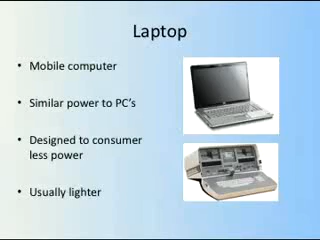 Laptop
• Mobile computer
• Similar power to PC's
• Designed to consumer
less power
• Usually lighter